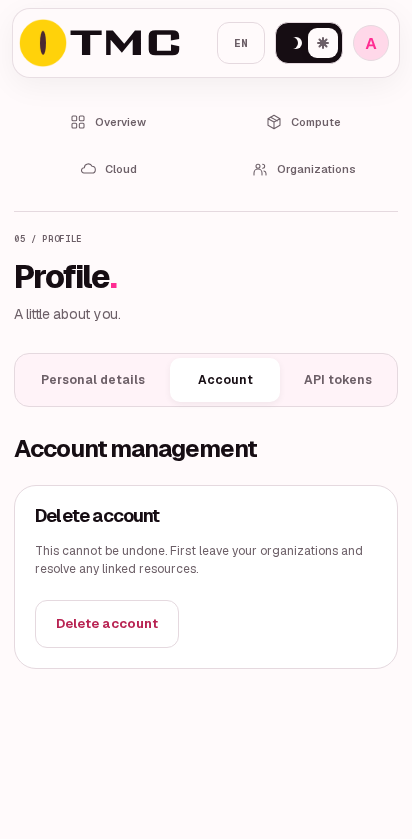 TMC
EN
A
Overview
Compute
Cloud
Organizations
05 / PROFILE
Profile.
A little about you.
Personal details
Account
API tokens
Account management
Delete account
This cannot be undone. First leave your organizations and
resolve any linked resources.
Delete account